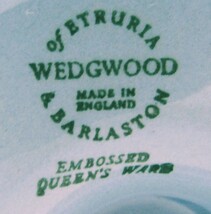 of ETRURIA
WEDGWOOD
MADE IN
ENGLAND
& BARLASTON
EMBOSSED
QUEEN'S WARE